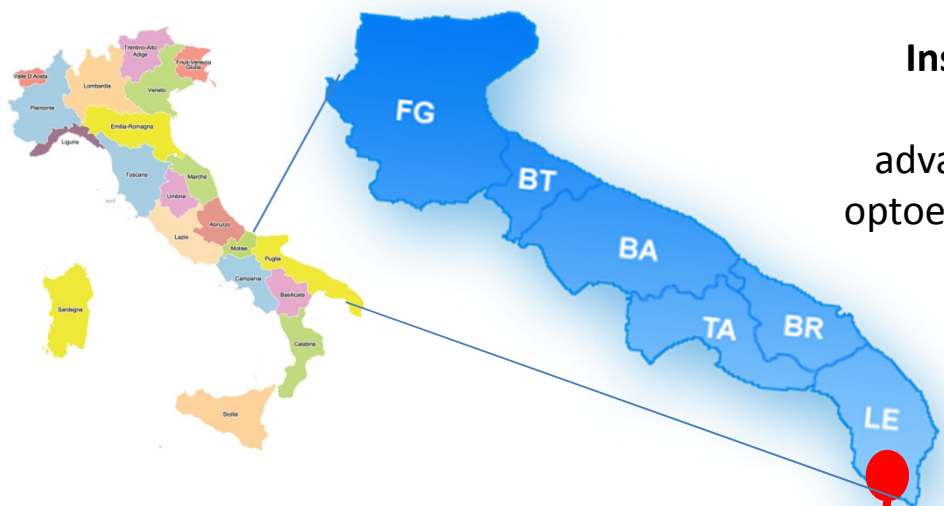 Trentino-Alto
Adige
Friuli-Venezia
Giulia
Valle D'Aosta
Lombardia
Veneto
Piemonte
Emilia-Romagna
Liguria
Toscana
Marche
Umbria
Abruzzo
Lazio
Molise
Puglia
Campania
Basilicata
Sardegna
Calabria
Sicilia
FG
BT
BA
TA
BR
LE
Ins
adva
optoe